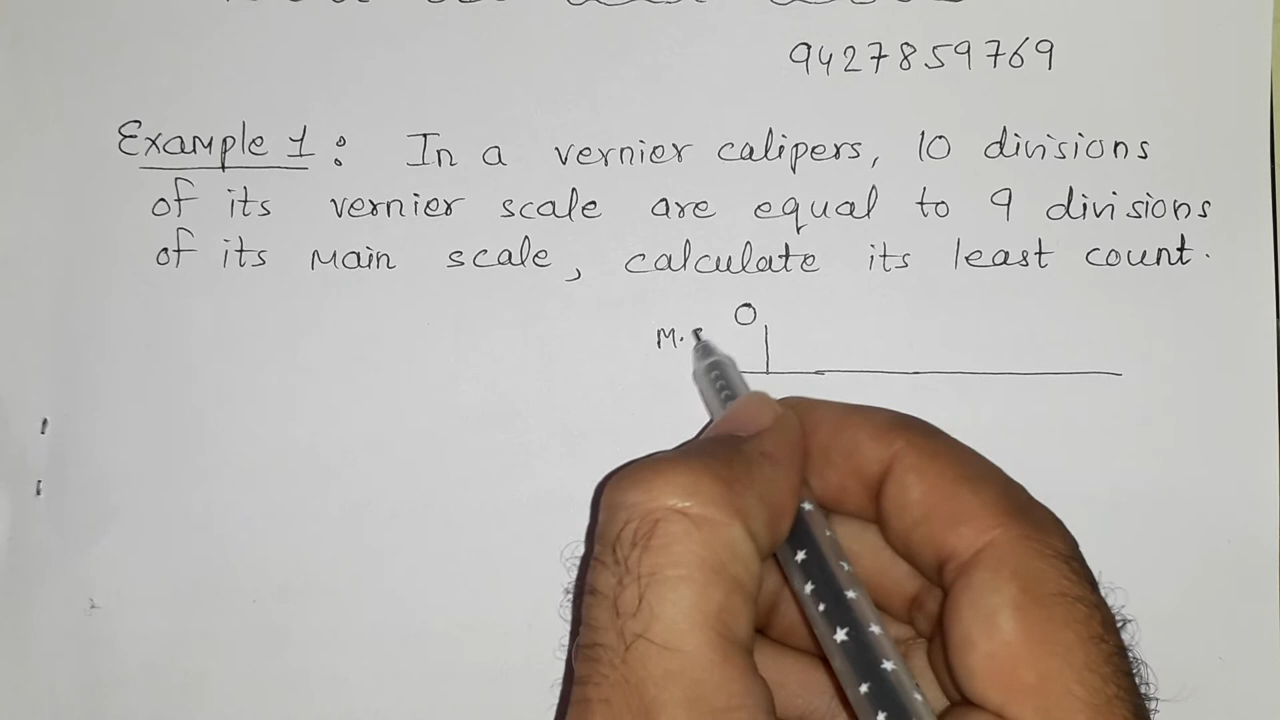 9427859769
Example 1: In a vernier calipers, 10 divisions
of its vernier scale are equal to 9 divisions
of its main scale, calculate its least count.
0
M.